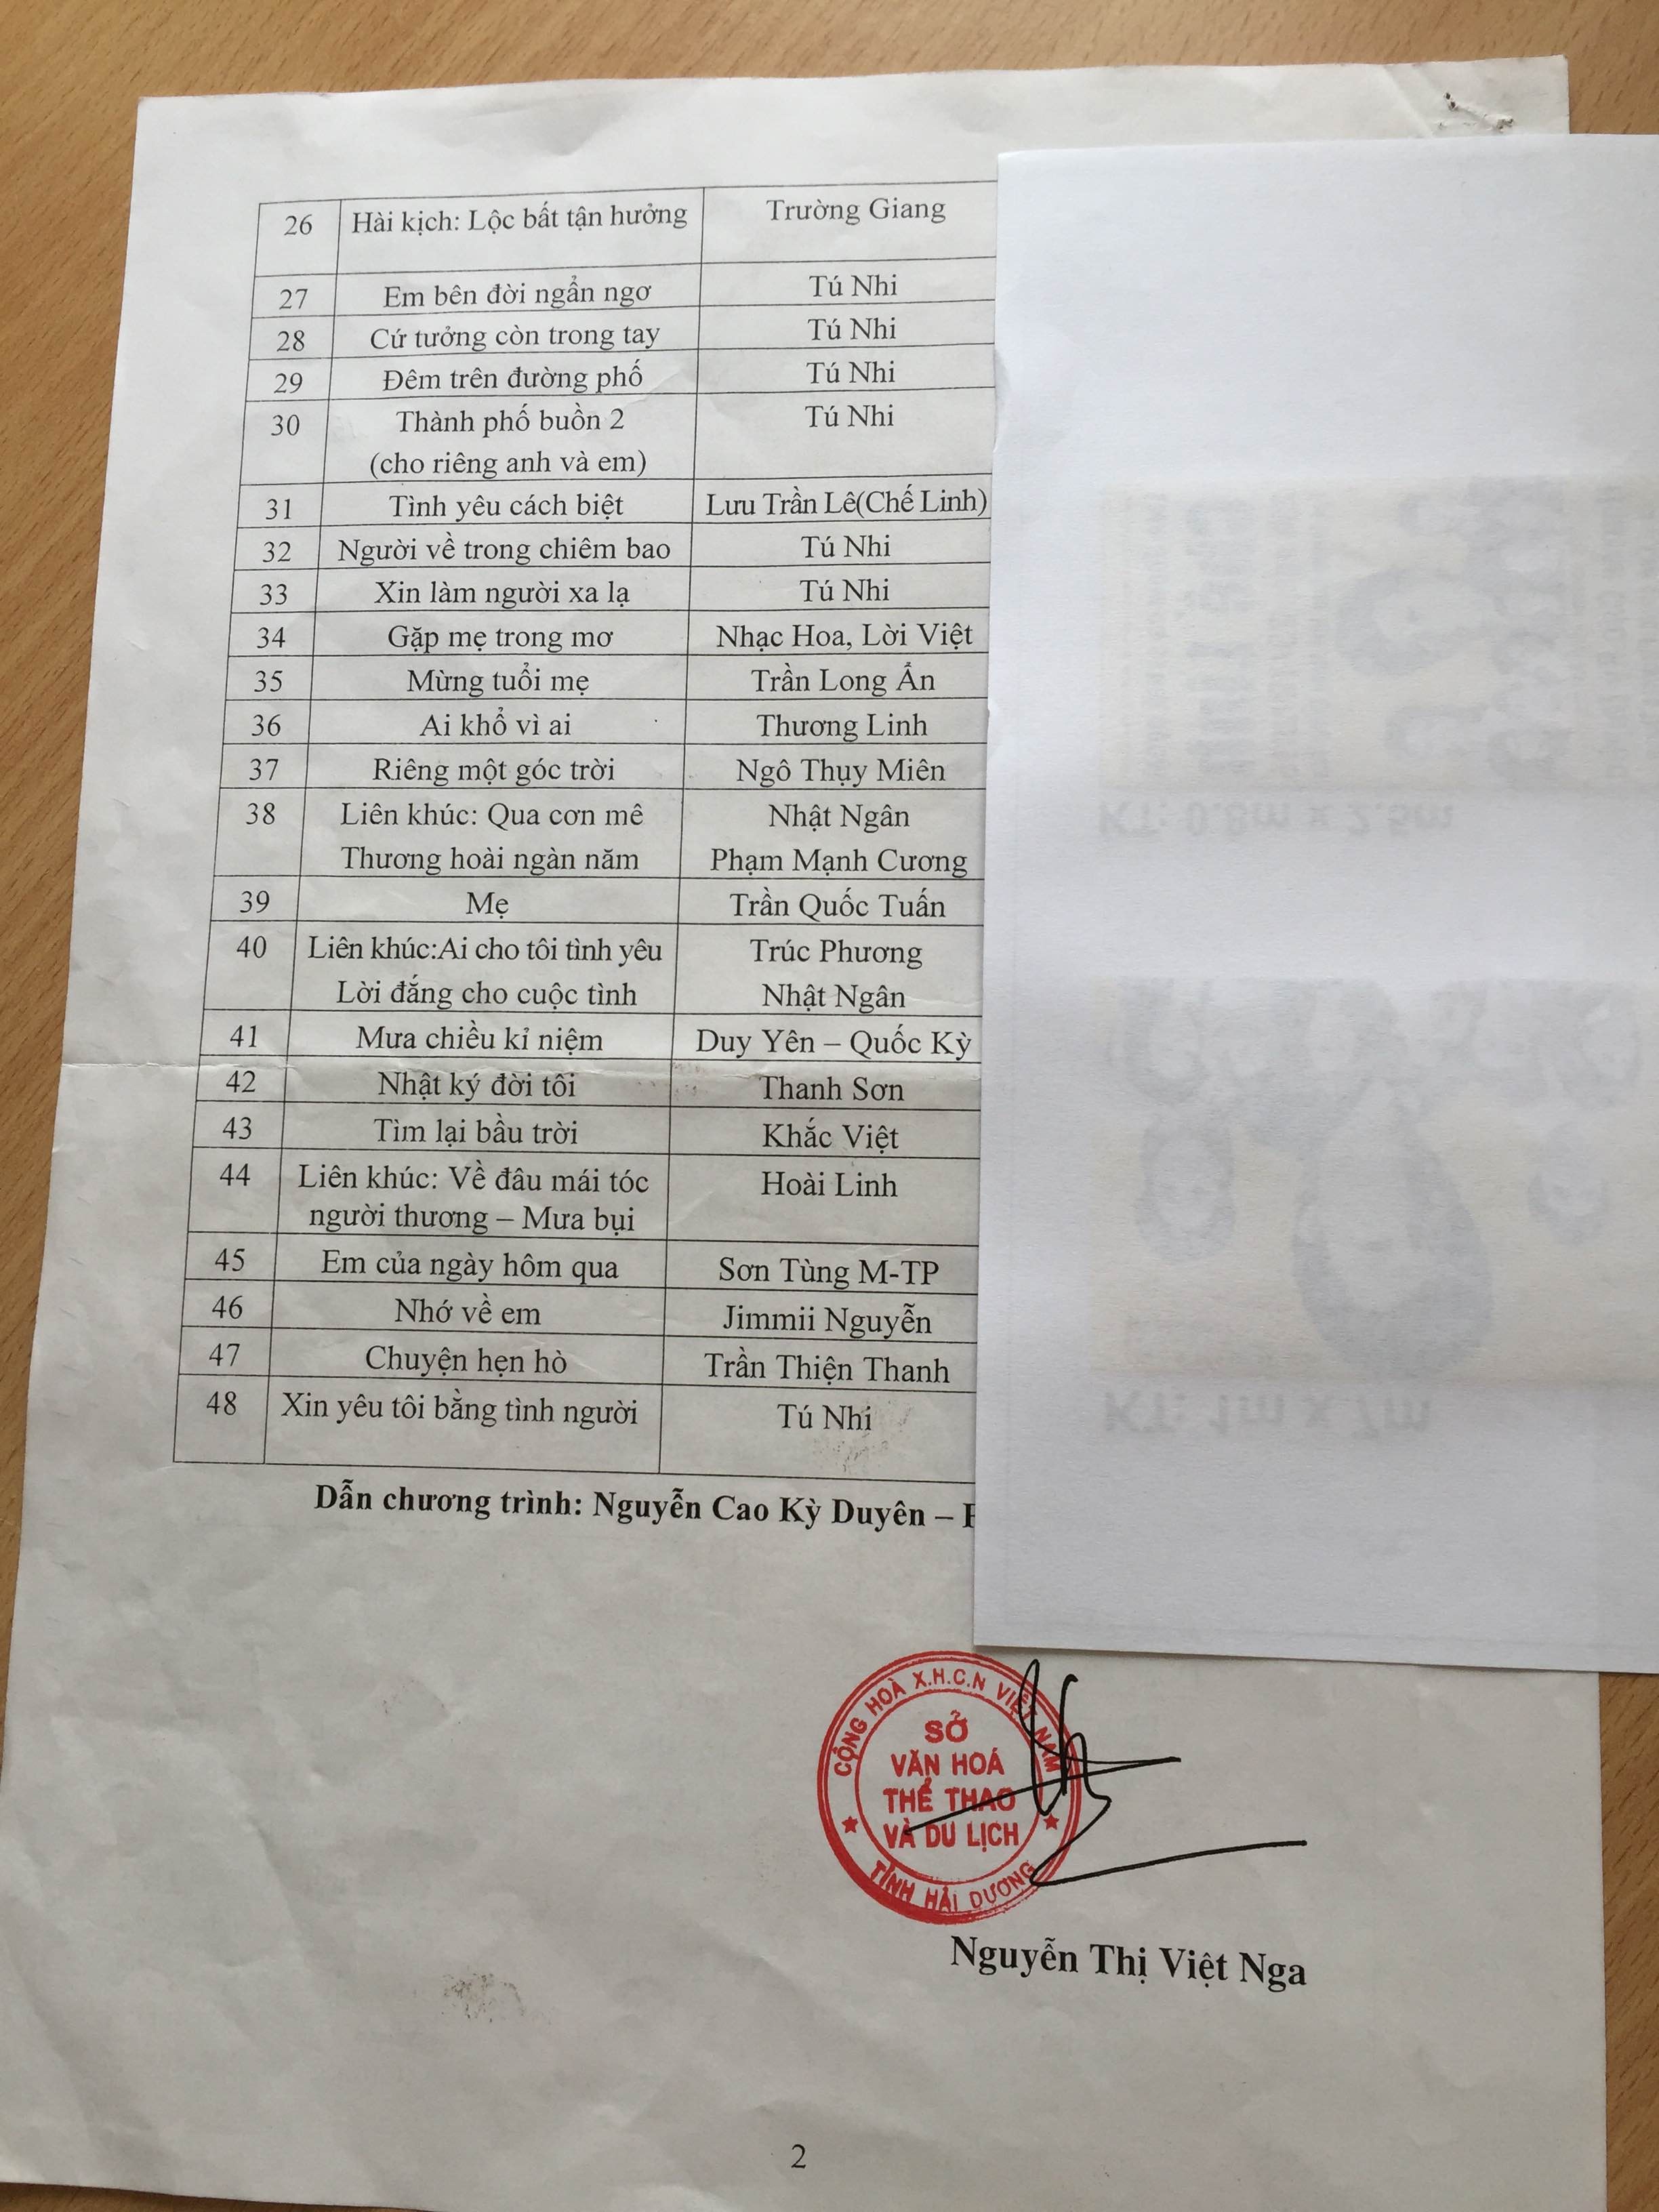 26 Hài kịch: Lộc bất tận hưởng Trường Giang
27 Em bên đời ngẩn ngơ Tú Nhi
28 Cứ tưởng còn trong tay Tú Nhi
29 Đêm trên đường phố Tú Nhi
30 Thành phố buồn 2 Tú Nhi
(cho riêng anh và em)
31 Tình yêu cách biệt Lưu Trần Lê(Chế Linh)
32 Người về trong chiêm bao Tú Nhi
33 Xin làm người xa lạ Tú Nhi
34 Gặp mẹ trong mơ Nhạc Hoa, Lời Việt
35 Mừng tuổi mẹ Trần Long Ẩn
36 Ai khổ vì ai Thương Linh
37 Riêng một góc trời Ngô Thụy Miên
38 Liên khúc: Qua cơn mê Nhật Ngân
Thương hoài ngàn năm Phạm Mạnh Cương
39 Mẹ Trần Quốc Tuấn
40 Liên khúc:Ai cho tôi tình yêu Trúc Phương
Lời đắng cho cuộc tình Nhật Ngân
41 Mưa chiều kỉ niệm Duy Yên – Quốc Kỳ
42 Nhật ký đời tôi Thanh Sơn
43 Tìm lại bầu trời Khắc Việt
44 Liên khúc: Về đâu mái tóc Hoài Linh
người thương – Mưa bụi
45 Em của ngày hôm qua Sơn Tùng M-TP
46 Nhớ về em Jimmii Nguyễn
47 Chuyện hẹn hò Trần Thiện Thanh
48 Xin yêu tôi bằng tình người Tú Nhi
Dẫn chương trình: Nguyễn Cao Kỳ Duyên –
KT: 0.8m x 2.5m
KT: 1m 7m
CỘNG HOÀ X.H.C.N VIỆT NAM
SỞ
VĂN HOÁ
THỂ THAO
VÀ DU LỊCH
TỈNH HẢI DƯƠNG
Nguyễn Thị Việt Nga
2